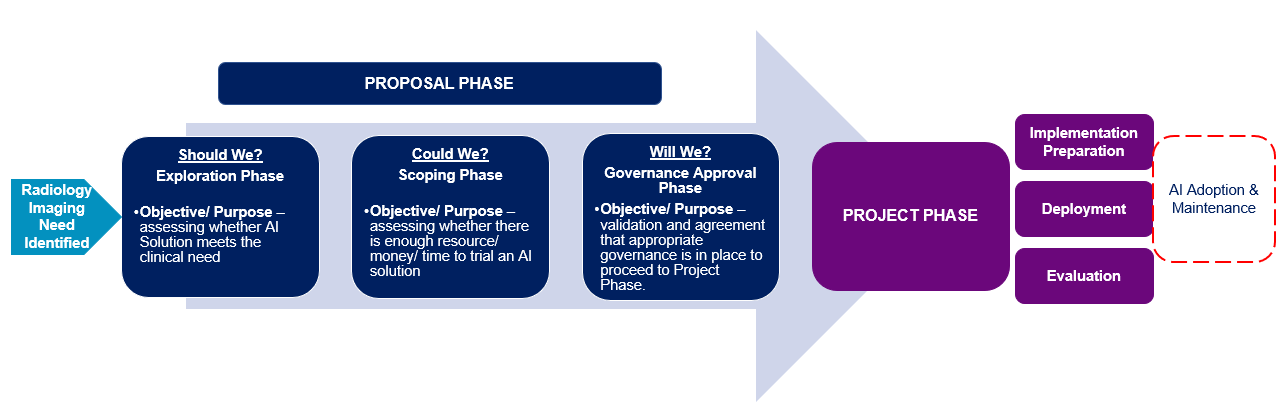 PROPOSAL PHASE
Radiology
Imaging
Need
Identified
Should We?
Exploration Phase
•Objective/ Purpose –
assessing whether AI
Solution meets the
clinical need
Could We?
Scoping Phase
•Objective/ Purpose –
assessing whether there
is enough resource/
money/ time to trial an AI
solution
Will We?
Governance Approval
Phase
•Objective/ Purpose –
validation and agreement
that appropriate
governance is in place to
proceed to Project
Phase.
PROJECT PHASE
Implementation
Preparation
Deployment
Evaluation
AI Adoption &
Maintenance